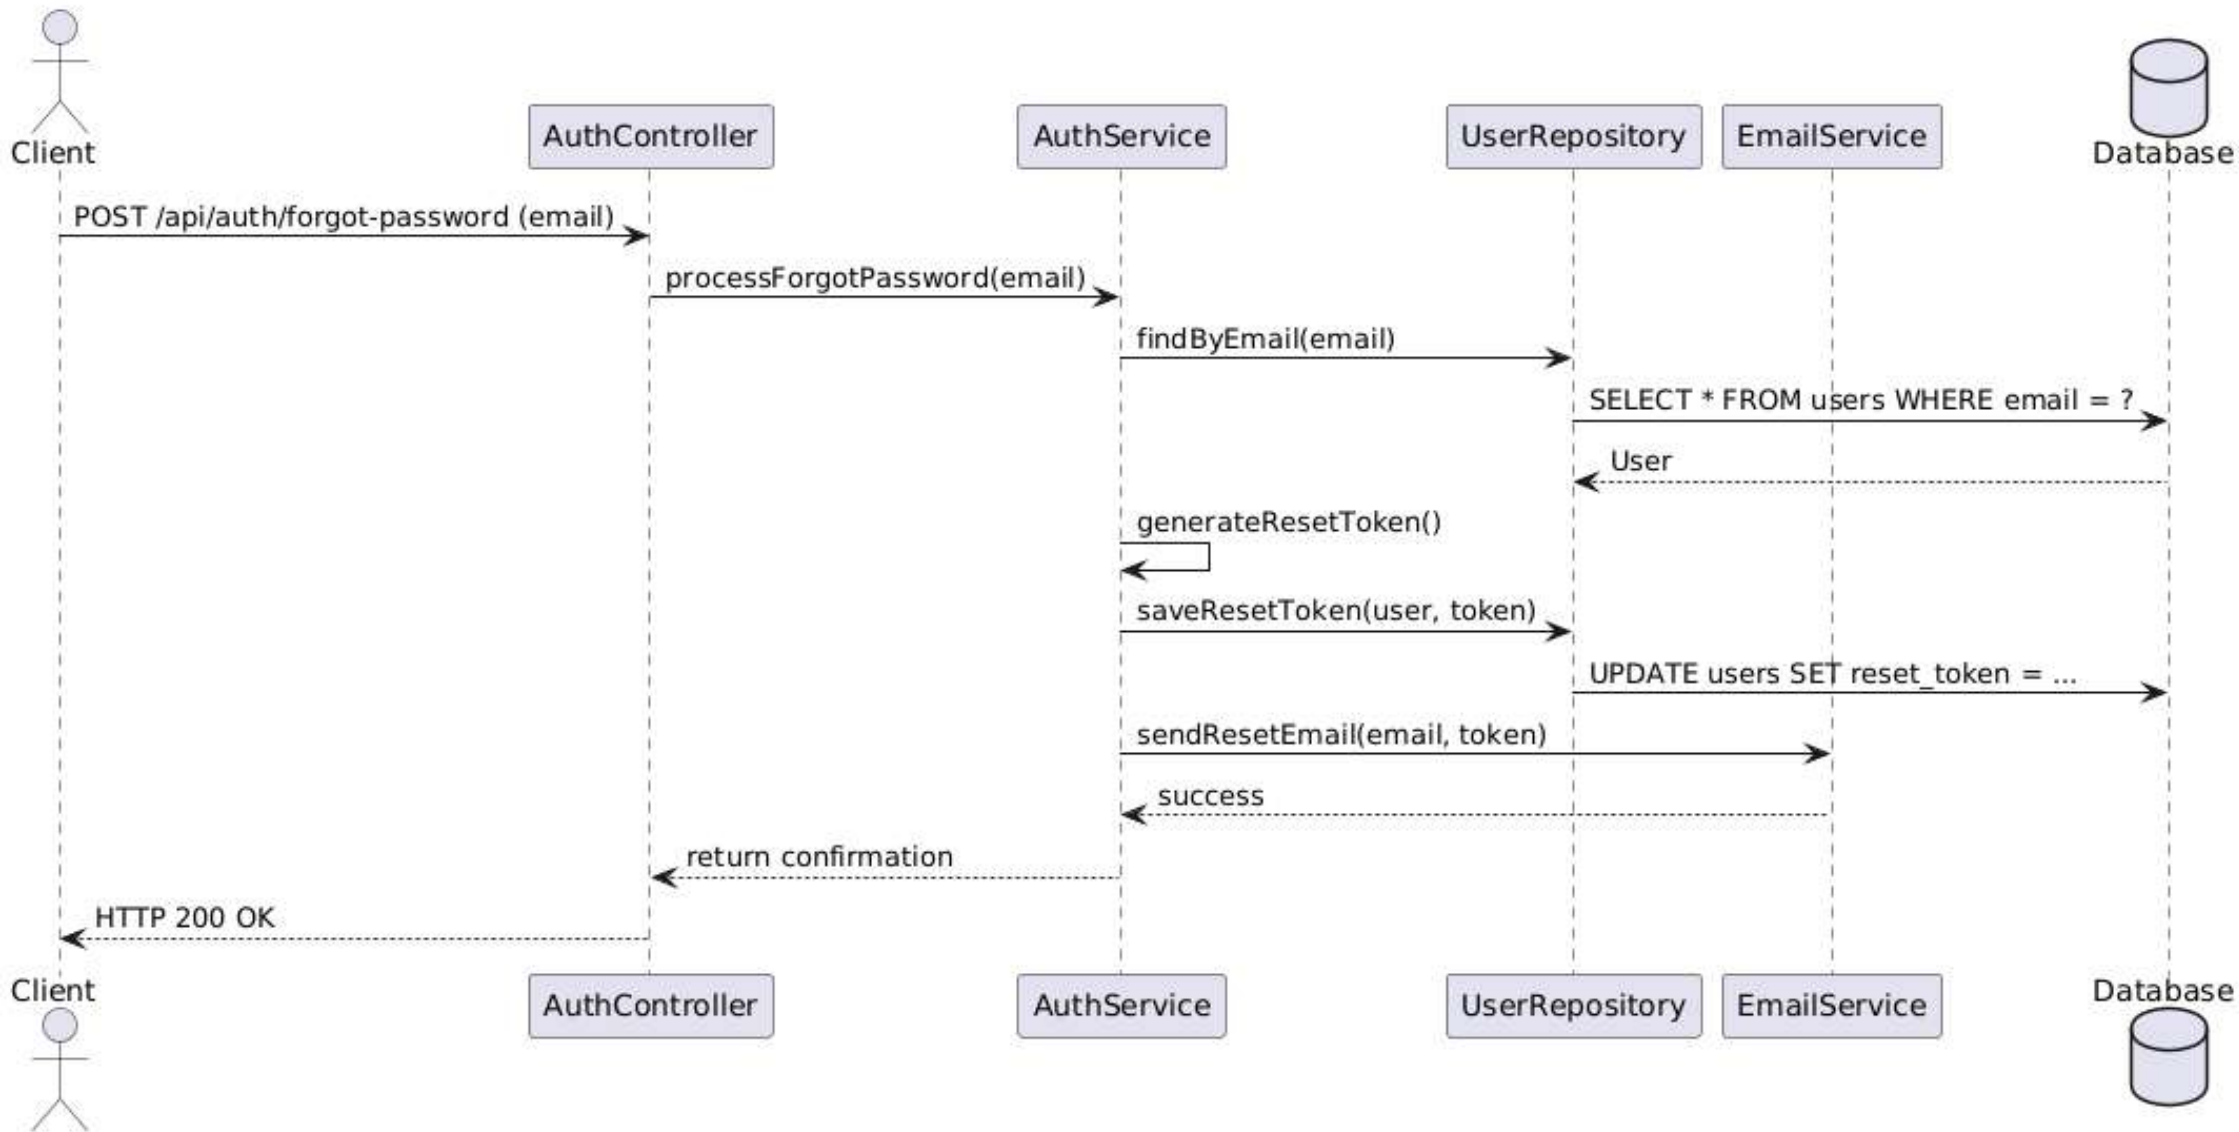 Client
AuthController
AuthService
UserRepository
EmailService
Database
POST /api/auth/forgot-password (email)
processForgotPassword(email)
findByEmail(email)
SELECT * FROM users WHERE email = ?
User
generateResetToken()
saveResetToken(user, token)
UPDATE users SET reset_token = ...
sendResetEmail(email, token)
success
return confirmation
HTTP 200 OK
Client
AuthController
AuthService
UserRepository
EmailService
Database